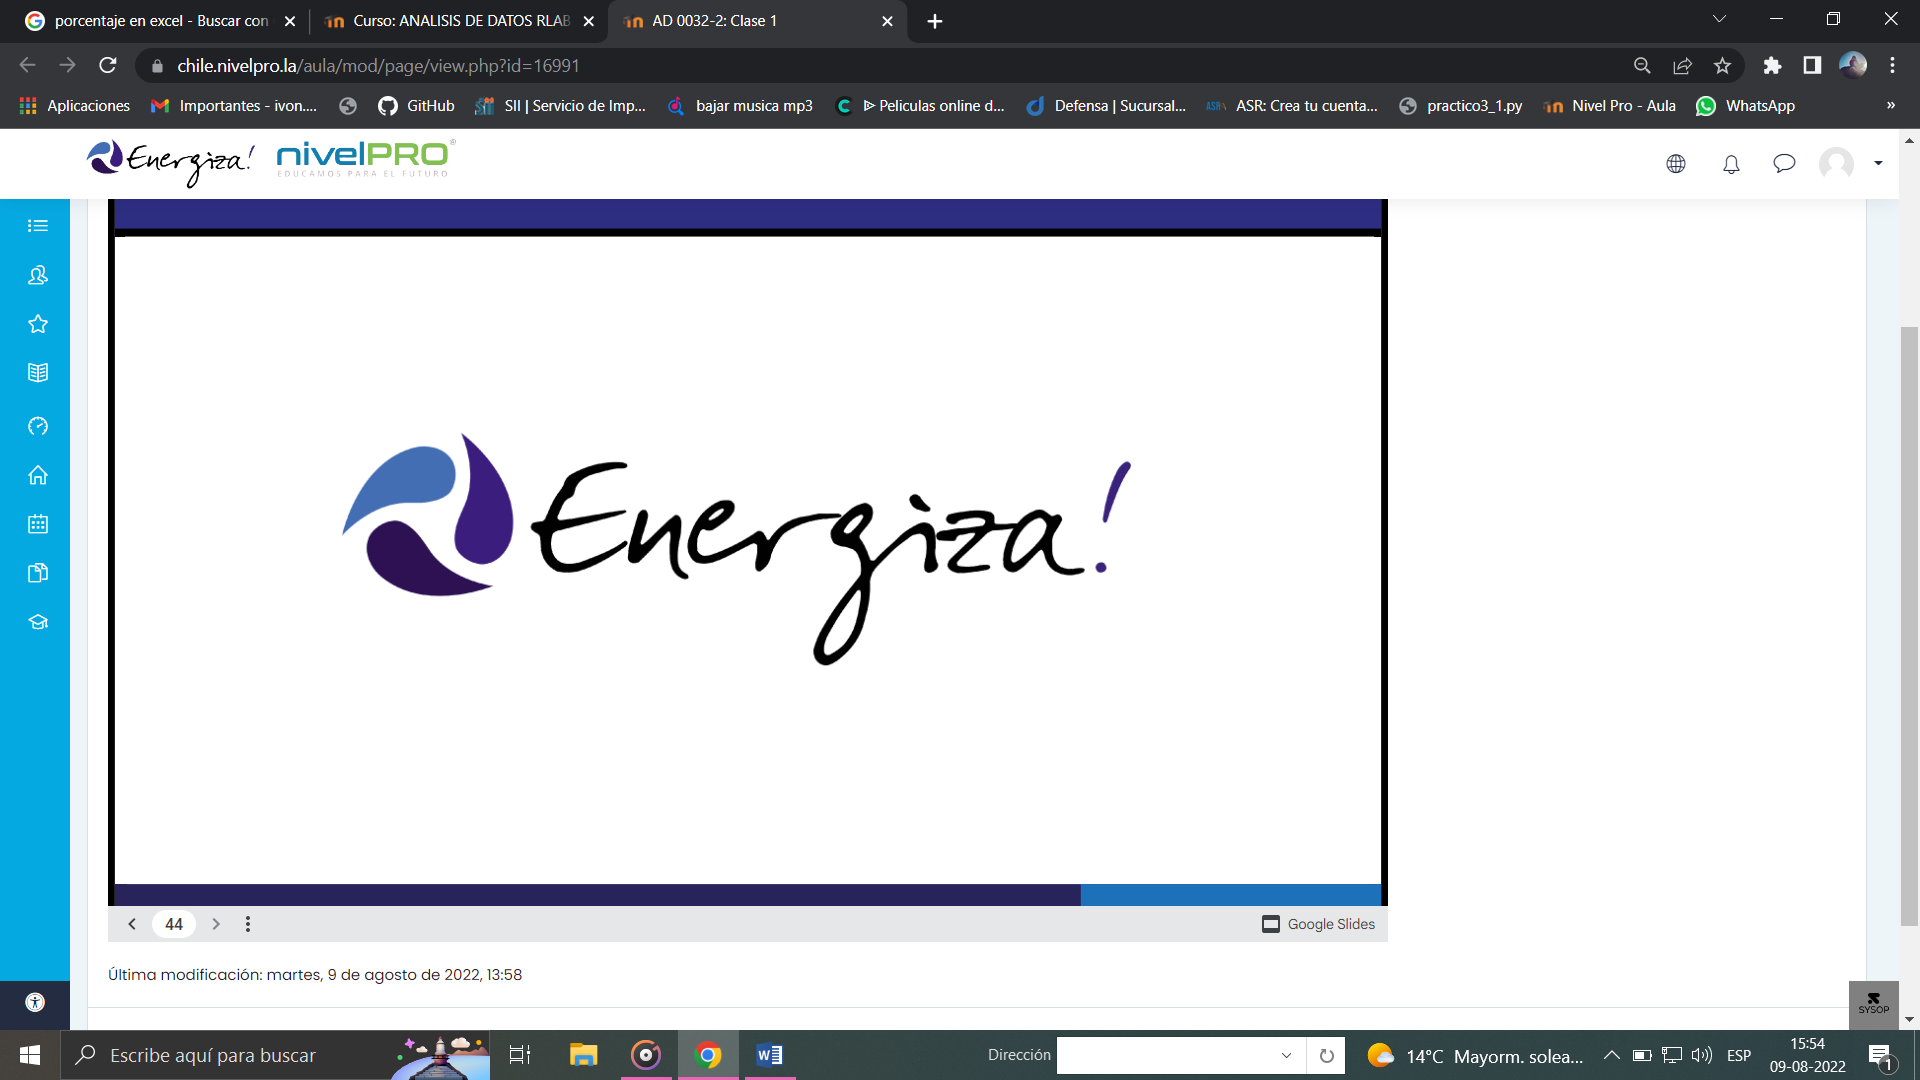 porcentaje en excel - Buscar con
Curso: ANALISIS DE DATOS RLAB
AD 0032-2: Clase 1
chile.nivelpro.la/aula/mod/page/view.php?id=16991
Aplicaciones
Importantes - ivon....
GitHub
SII | Servicio de Imp...
bajar musica mp3
Peliculas online d...
Defensa | Sucursal...
ASR: Crea tu cuenta...
practico3_1.py
Nivel Pro - Aula
WhatsApp
»
Energiza! nivelPRO®
EDUCAMOS PARA EL FUTURO
Energiza!
44
Google Slides
Última modificación: martes, 9 de agosto de 2022, 13:58
SYSOP
Escribe aquí para buscar
Dirección
14°C Mayorm. solea...
ESP
15:54
09-08-2022
1